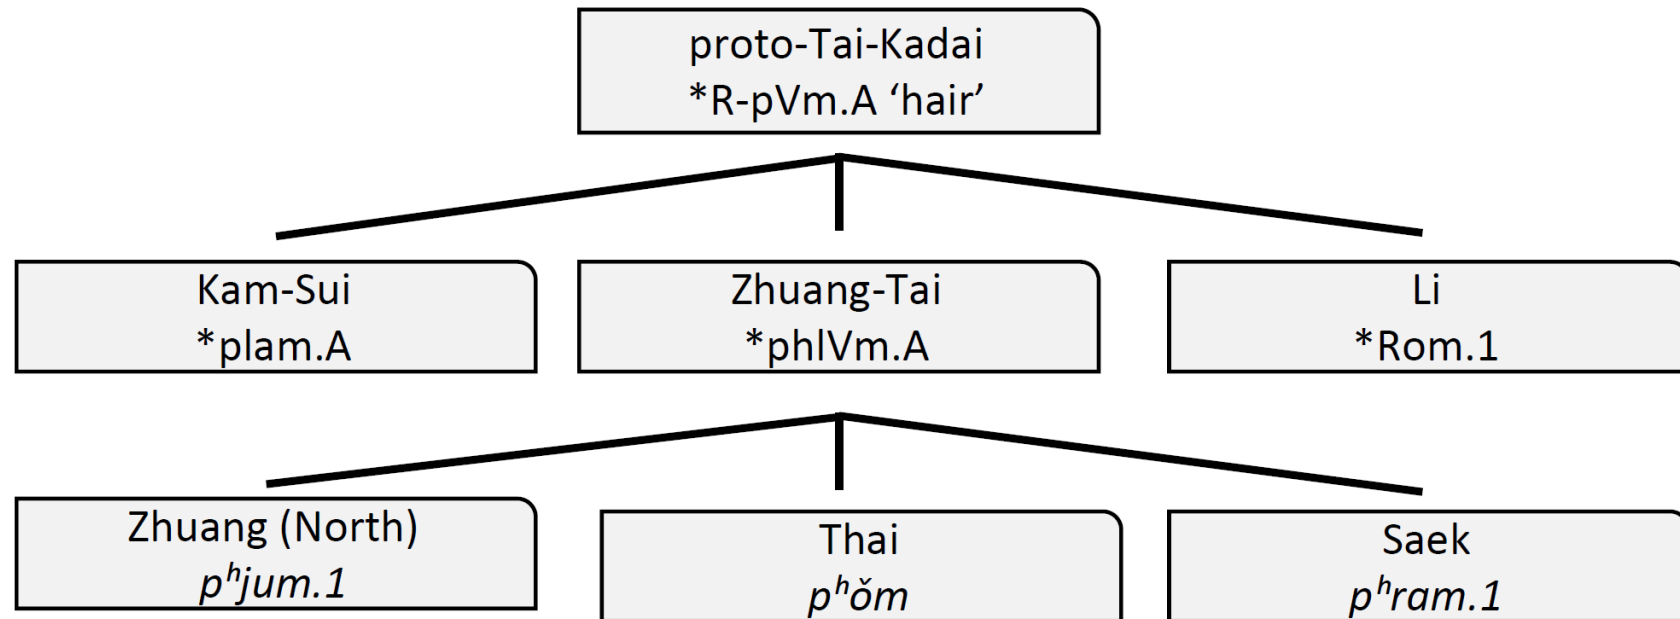 proto-Tai-Kadai
*R-pVm.A ‘hair’
Kam-Sui
*plam.A
Zhuang-Tai
*phlVm.A
Li
*Rom.1
Zhuang (North)
pʰjum.1
Thai
pʰǒm
Saek
pʰram.1